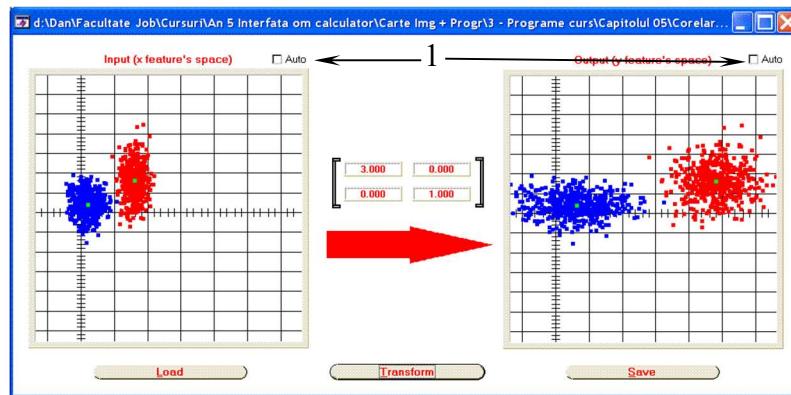 d:\Dan\Facultate Job\Cursuri\An 5 Interfata om calculator\Carte Img + Progr\3 - Programe curs\Capitolul 05\Corelar...
Input (x feature's space) Auto 1 Output (y feature's space) Auto
3.000 0.000
0.000 1.000
Load Transform Save